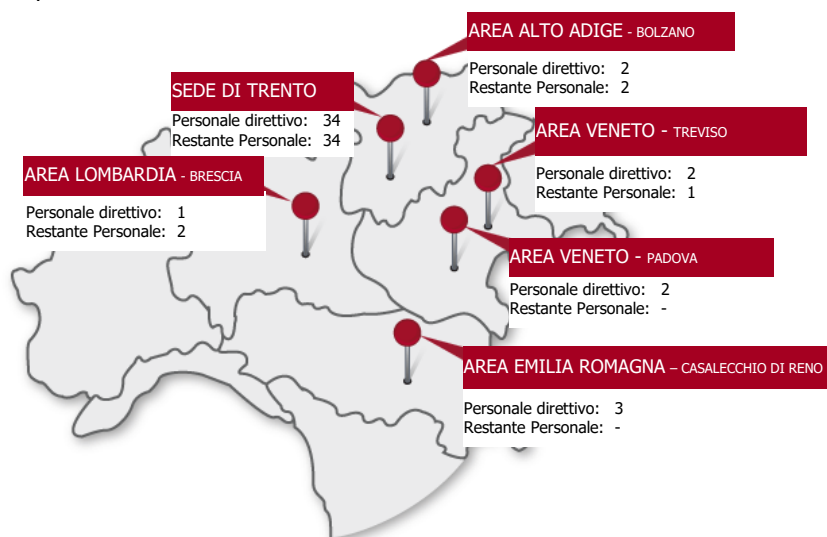 AREA ALTO ADIGE - BOLZANO
Personale direttivo: 2
Restante Personale: 2
SEDE DI TRENTO
Personale direttivo: 34
Restante Personale: 34
AREA VENETO - TREVISO
Personale direttivo: 2
Restante Personale: 1
AREA LOMBARDIA - BRESCIA
Personale direttivo: 1
Restante Personale: 2
AREA VENETO - PADOVA
Personale direttivo: 2
Restante Personale: -
AREA EMILIA ROMAGNA – CASALECCHIO DI RENO
Personale direttivo: 3
Restante Personale: -